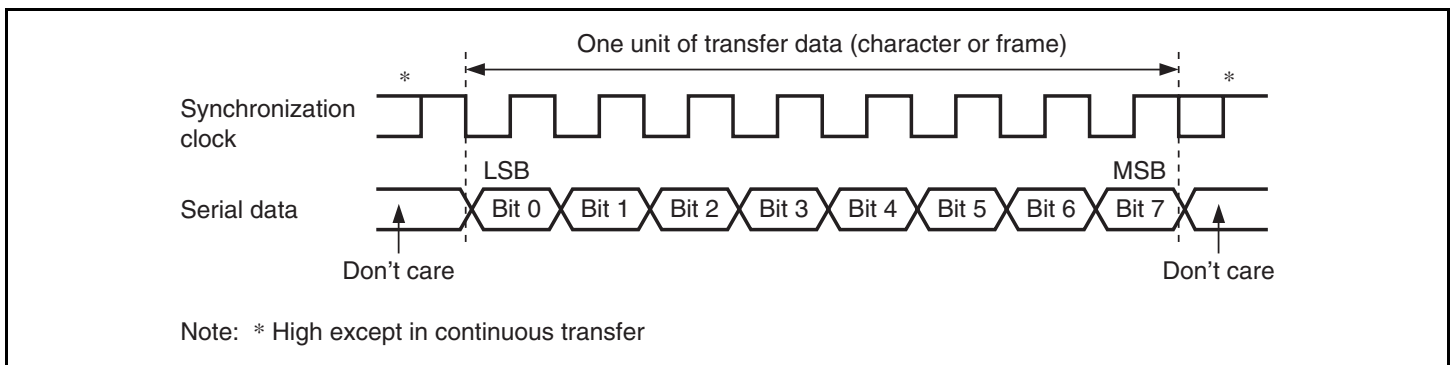 One unit of transfer data (character or frame)
*
*
Synchronization
clock
LSB
MSB
Serial data
Bit 0
Bit 1
Bit 2
Bit 3
Bit 4
Bit 5
Bit 6
Bit 7
Don't care
Don't care
Note: * High except in continuous transfer